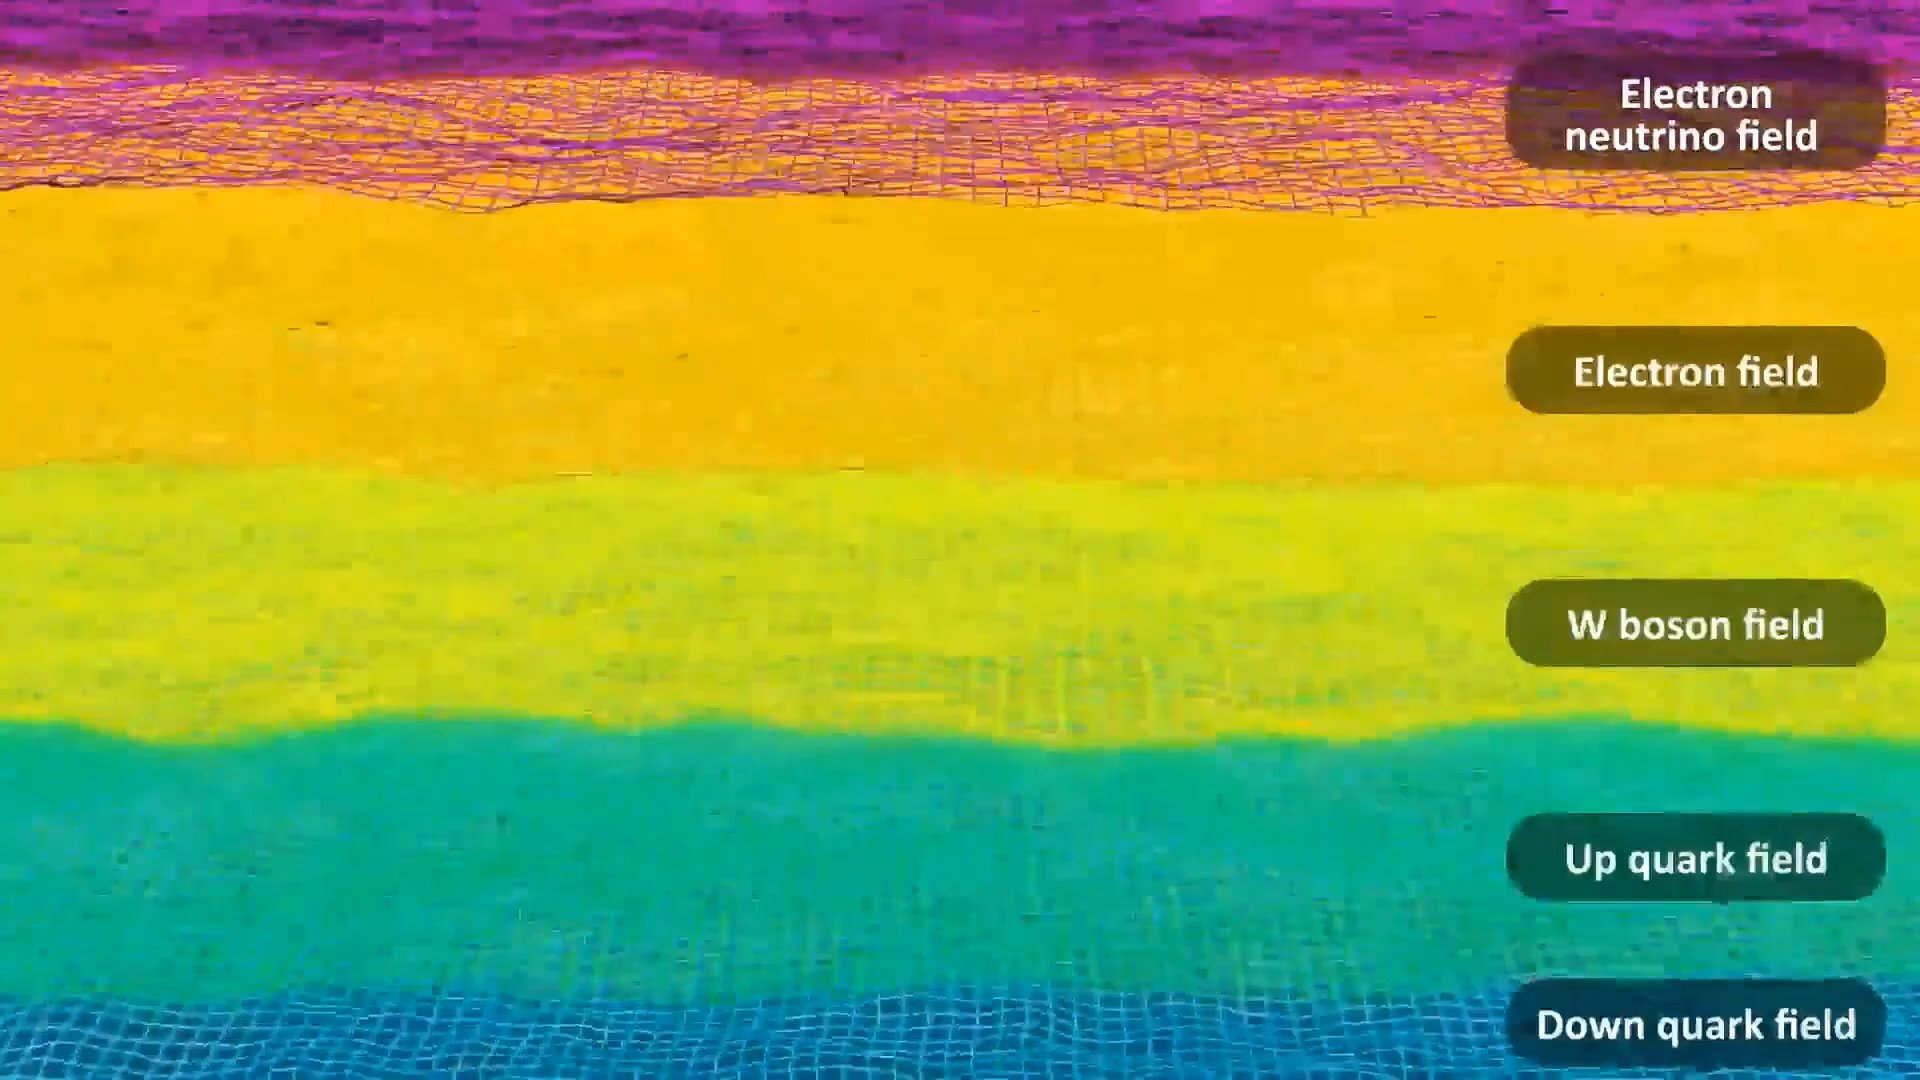 Electron
neutrino field
Electron field
W boson field
Up quark field
Down quark field